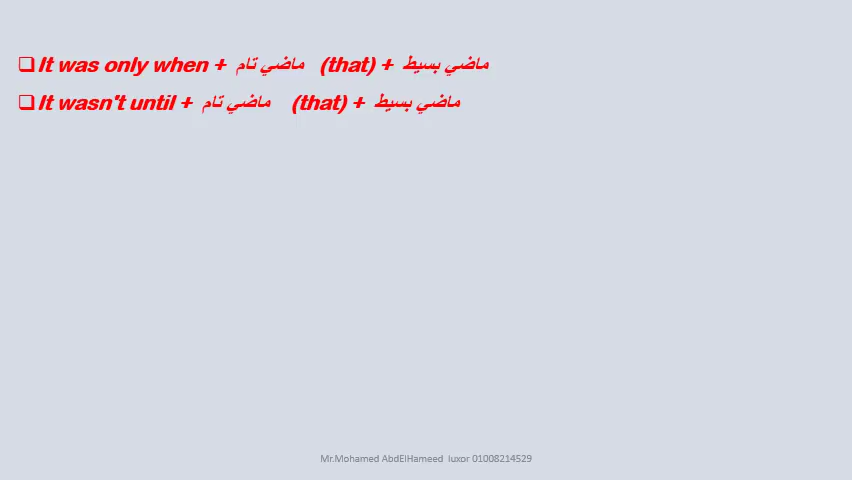 ❑It was only when + ماضي تام (that) + ماضي بسيط
❑It wasn't until + ماضي تام (that) + ماضي بسيط
Mr.Mohamed AbdElHameed luxor 01008214529